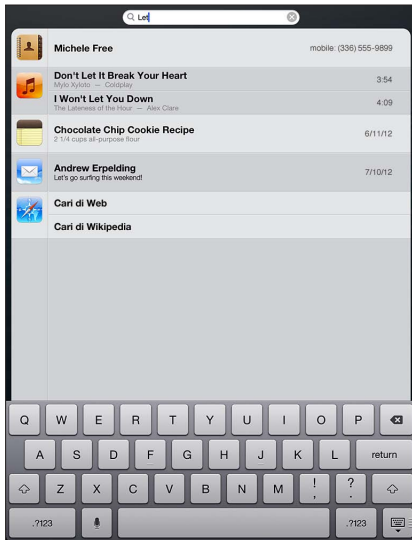 Let
Michele Free mobile: (336) 555-9899
Don't Let It Break Your Heart 3:54
Mylo Xyloto — Coldplay
I Won't Let You Down 4:09
The Lateness of the Hour — Alex Clare
Chocolate Chip Cookie Recipe 6/11/12
2 1/4 cups all-purpose flour
Andrew Erpelding 7/10/12
Let's go surfing this weekend!
Cari di Web
Cari di Wikipedia
Q W E R T Y U I O P
A S D F G H J K L return
Z X C V B N M ! , ? .
.?123 .?123